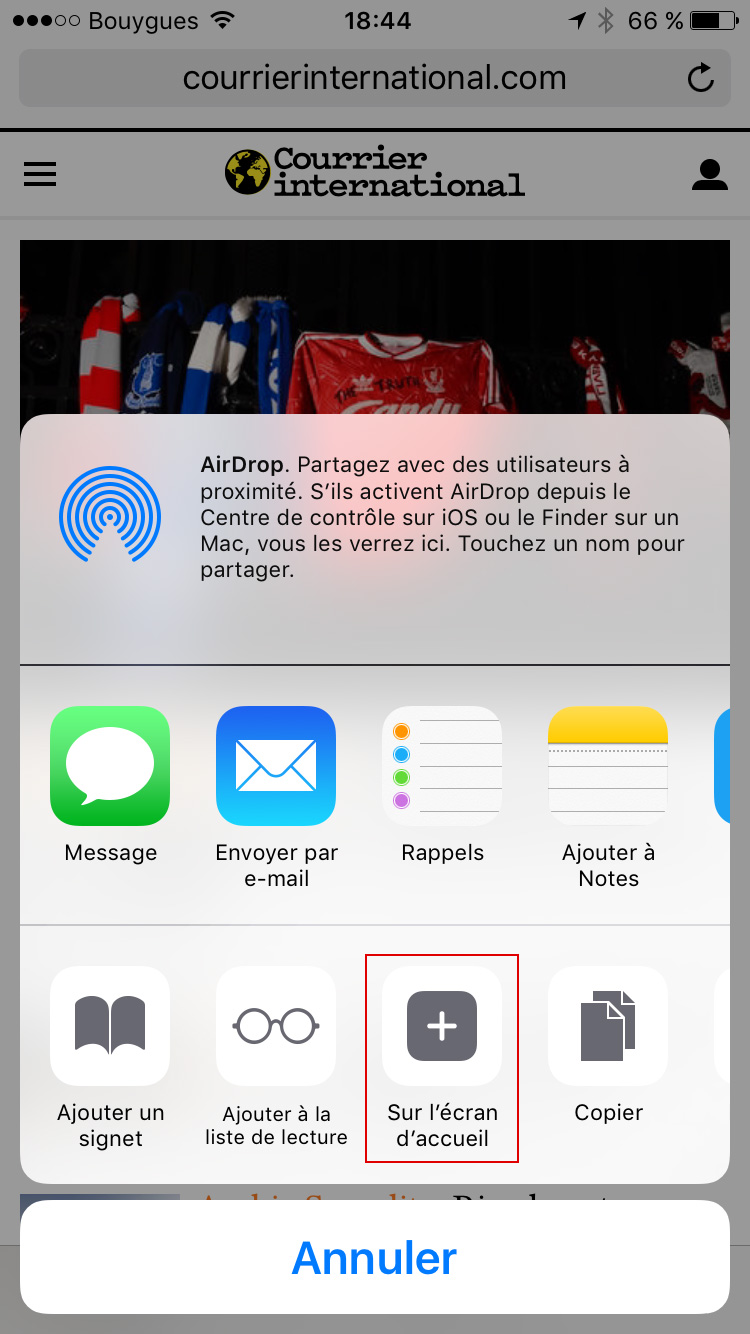 Bouygues 18:44 66 %
courrierinternational.com
Courrier
international
THE TRUTH
Candy
AirDrop. Partagez avec des utilisateurs à
proximité. S’ils activent AirDrop depuis le
Centre de contrôle sur iOS ou le Finder sur un
Mac, vous les verrez ici. Touchez un nom pour
partager.
Message
Envoyer par
e-mail
Rappels
Ajouter à
Notes
Ajouter un
signet
Ajouter à la
liste de lecture
Sur l’écran
d’accueil
Copier
Annuler